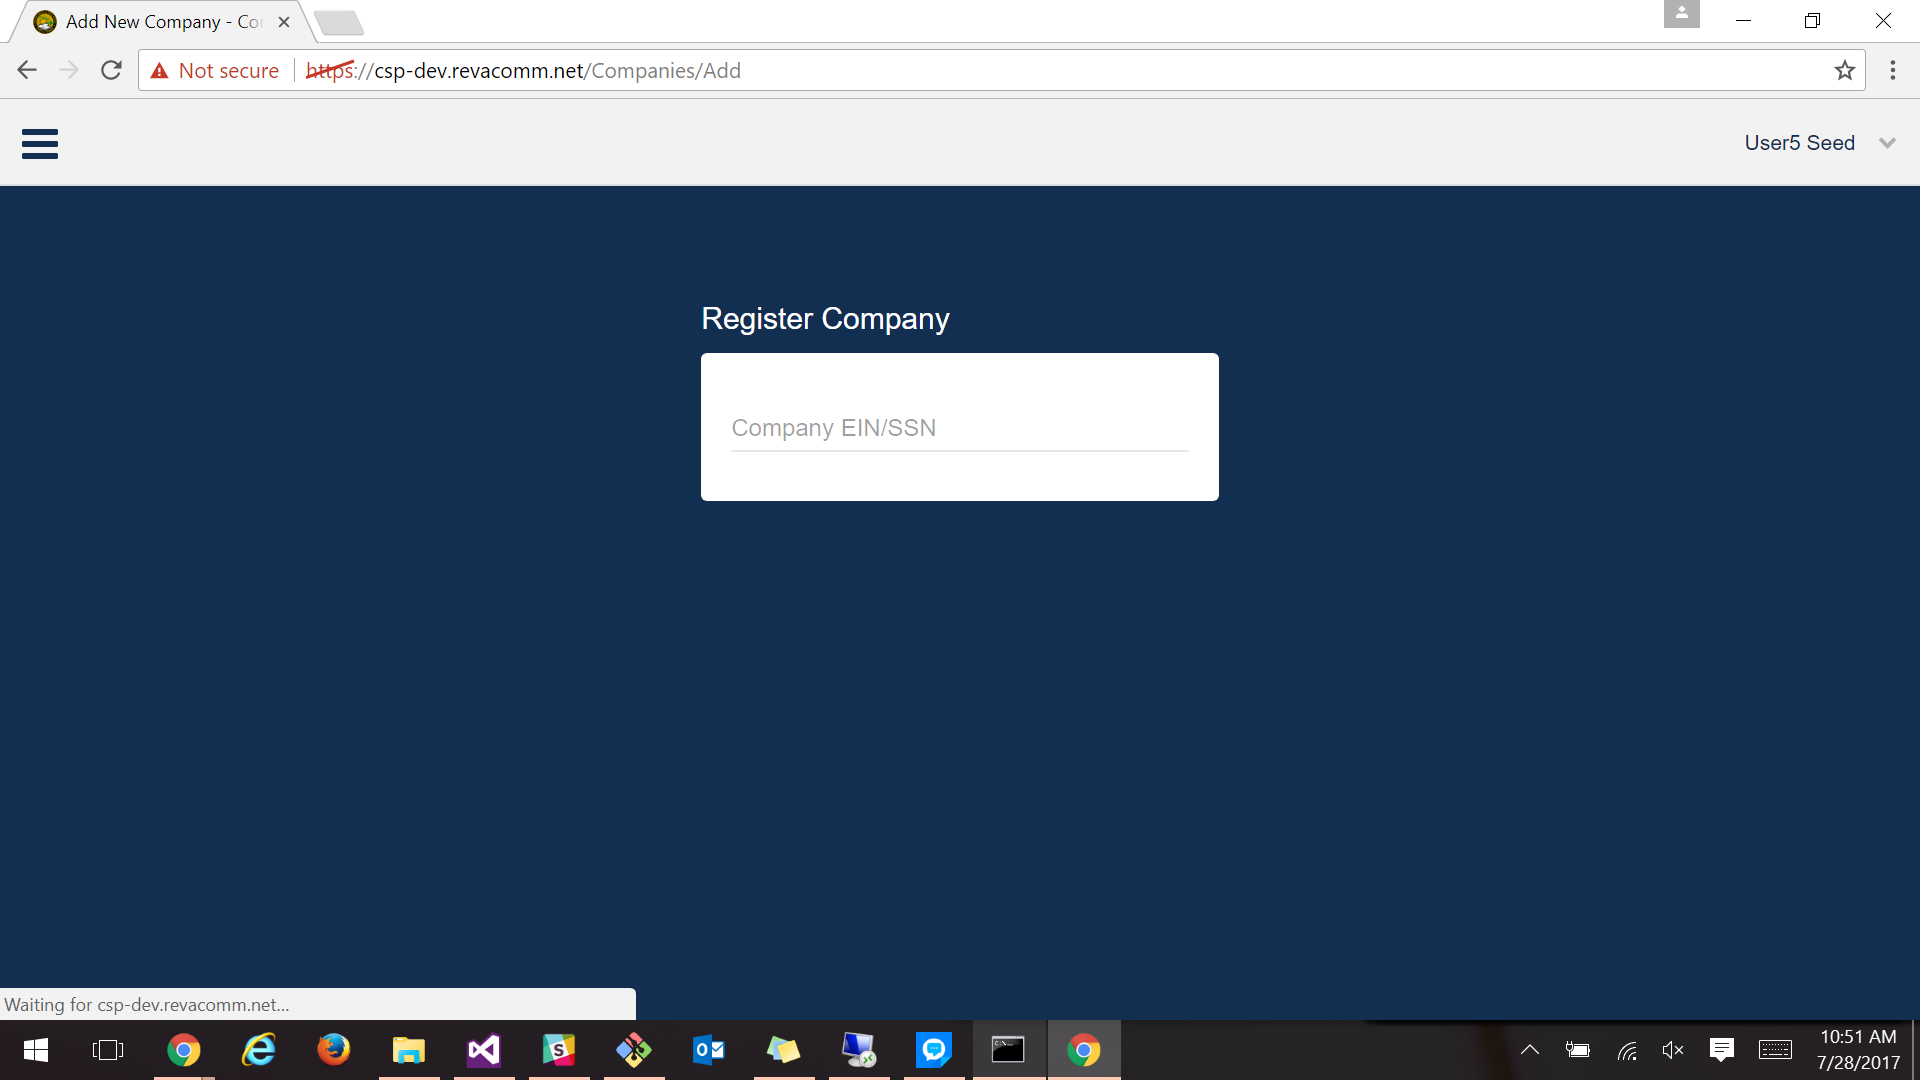 Add New Company - Co
Not secure
https://csp-dev.revacomm.net/Companies/Add
User5 Seed
Register Company
Company EIN/SSN
Waiting for csp-dev.revacomm.net...
10:51 AM
7/28/2017